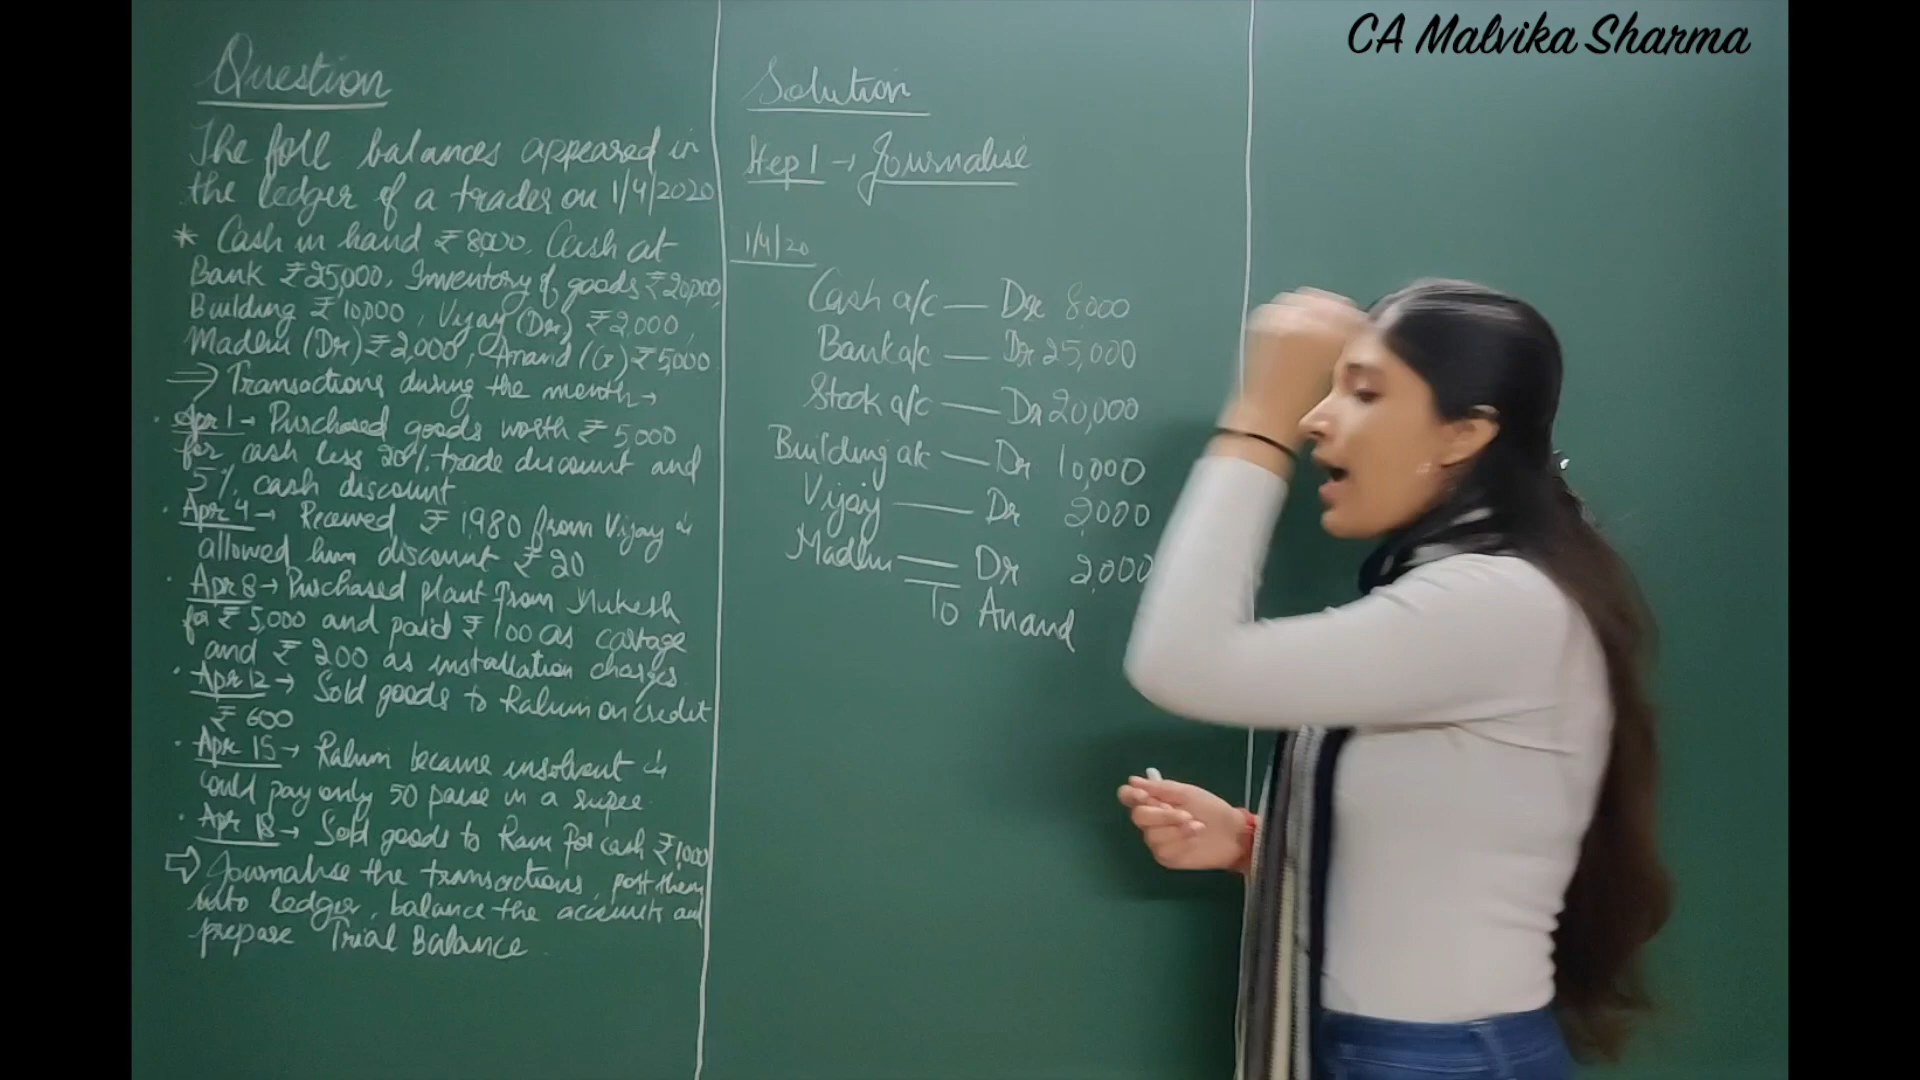 CA Malvika Sharma
Question
The foll balances appeared in
the ledger of a trader on 1/4/2020
* Cash in hand ₹ 8,000, Cash at
Bank ₹ 25,000, Inventory of goods ₹ 20,000,
Building ₹ 10,000, Vijay (Dr) ₹ 2,000,
Madhu (Dr) ₹ 2,000, Anand (Cr) ₹ 5,000
⇒ Transactions during the month →
· Apr 1 → Purchased goods worth ₹ 5,000
for cash less 20% trade discount and
5% cash discount
· Apr 4 → Received ₹ 1,980 from Vijay &
allowed him discount ₹ 20
· Apr 8 → Purchased plant from Mukesh
for ₹ 5,000 and paid ₹ 100 as cartage
and ₹ 200 as installation charges
· Apr 12 → Sold goods to Rahim on credit
₹ 600
· Apr 15 → Rahim became insolvent &
could pay only 50 paise in a rupee.
· Apr 18 → Sold goods to Ram for cash ₹ 1,000
⇒ Journalise the transactions, post them
into ledger, balance the accounts and
prepare Trial Balance
Solution
Step 1 → Journalise
1/4/20
Cash a/c — Dr 8,000
Bank a/c — Dr 25,000
Stock a/c — Dr 20,000
Building a/c — Dr 10,000
Vijay — Dr 2,000
Madhu — Dr 2,000
To Anand